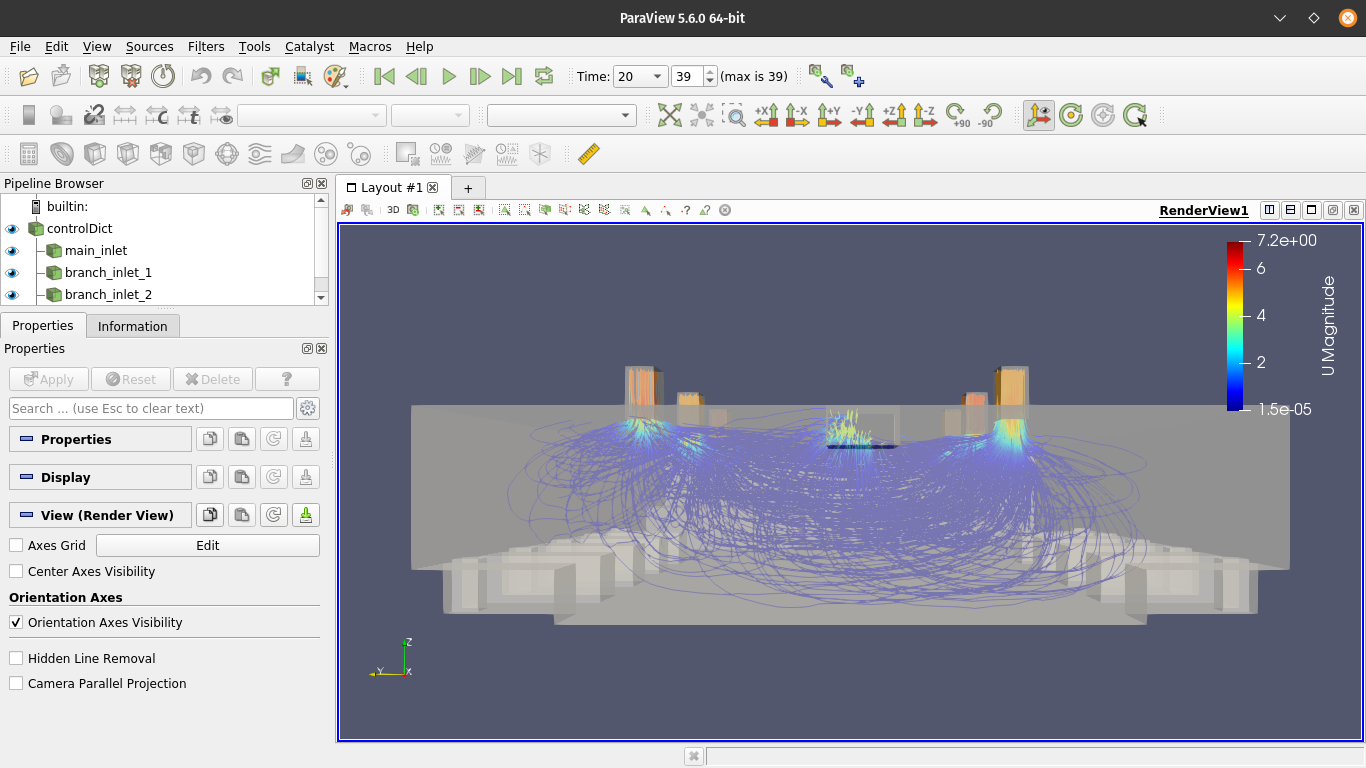 ParaView 5.6.0 64-bit
File Edit View Sources Filters Tools Catalyst Macros Help
Time: 20 39 (max is 39)
+X -X +Y -Y +Z -Z +90 -90
Pipeline Browser
builtin:
controlDict
main_inlet
branch_inlet_1
branch_inlet_2
Properties Information
Properties
Apply Reset Delete ?
Search ... (use Esc to clear text)
Properties
Display
View (Render View)
Axes Grid Edit
Center Axes Visibility
Orientation Axes
Orientation Axes Visibility
Hidden Line Removal
Camera Parallel Projection
Layout #1 +
3D RenderView1
7.2e+00
6
4
2
1.5e-05
U Magnitude
Z
Y X